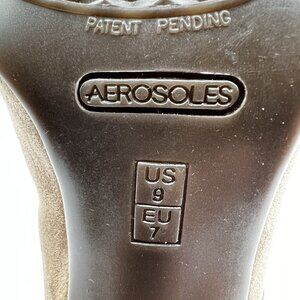 PATENT PENDING
AEROSOLES
US
9
EU
7